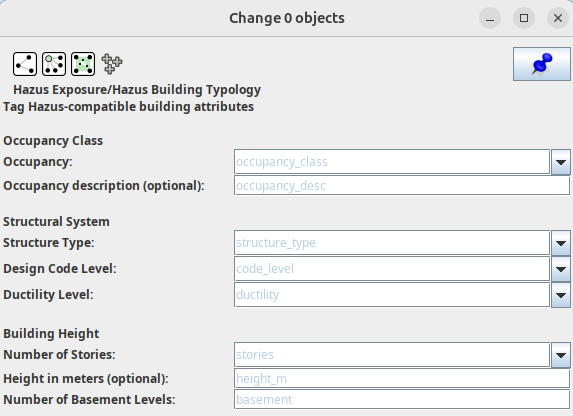 Change 0 objects
Hazus Exposure/Hazus Building Typology
Tag Hazus-compatible building attributes
Occupancy Class
Occupancy: occupancy_class
Occupancy description (optional): occupancy_desc
Structural System
Structure Type: structure_type
Design Code Level: code_level
Ductility Level: ductility
Building Height
Number of Stories: stories
Height in meters (optional): height_m
Number of Basement Levels: basement